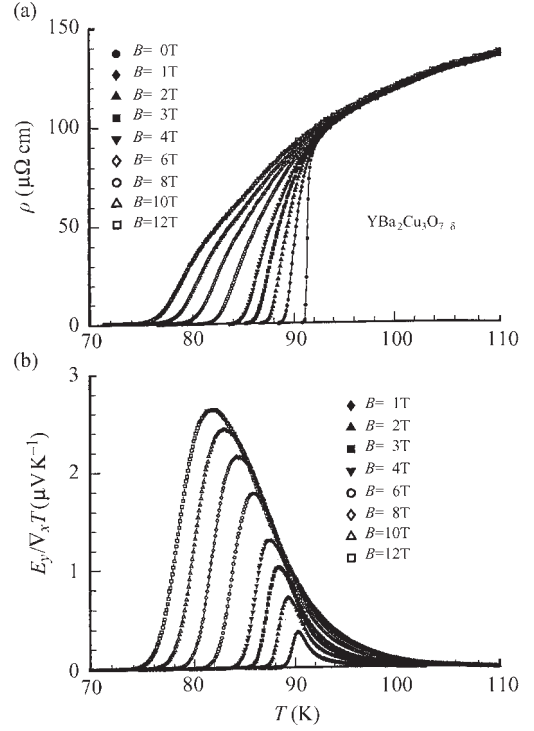 (a)
150
B= 0T
B= 1T
B= 2T
B= 3T
B= 4T
B= 6T
B= 8T
B=10T
B=12T
100
50
0
ρ (μΩ cm)
YBa₂Cu₃O₇ δ
70 80 90 100 110
(b)
3
2
1
0
E_y/∇_xT (μV K⁻¹)
B= 1T
B= 2T
B= 3T
B= 4T
B= 6T
B= 8T
B=10T
B=12T
70 80 90 100 110
T (K)